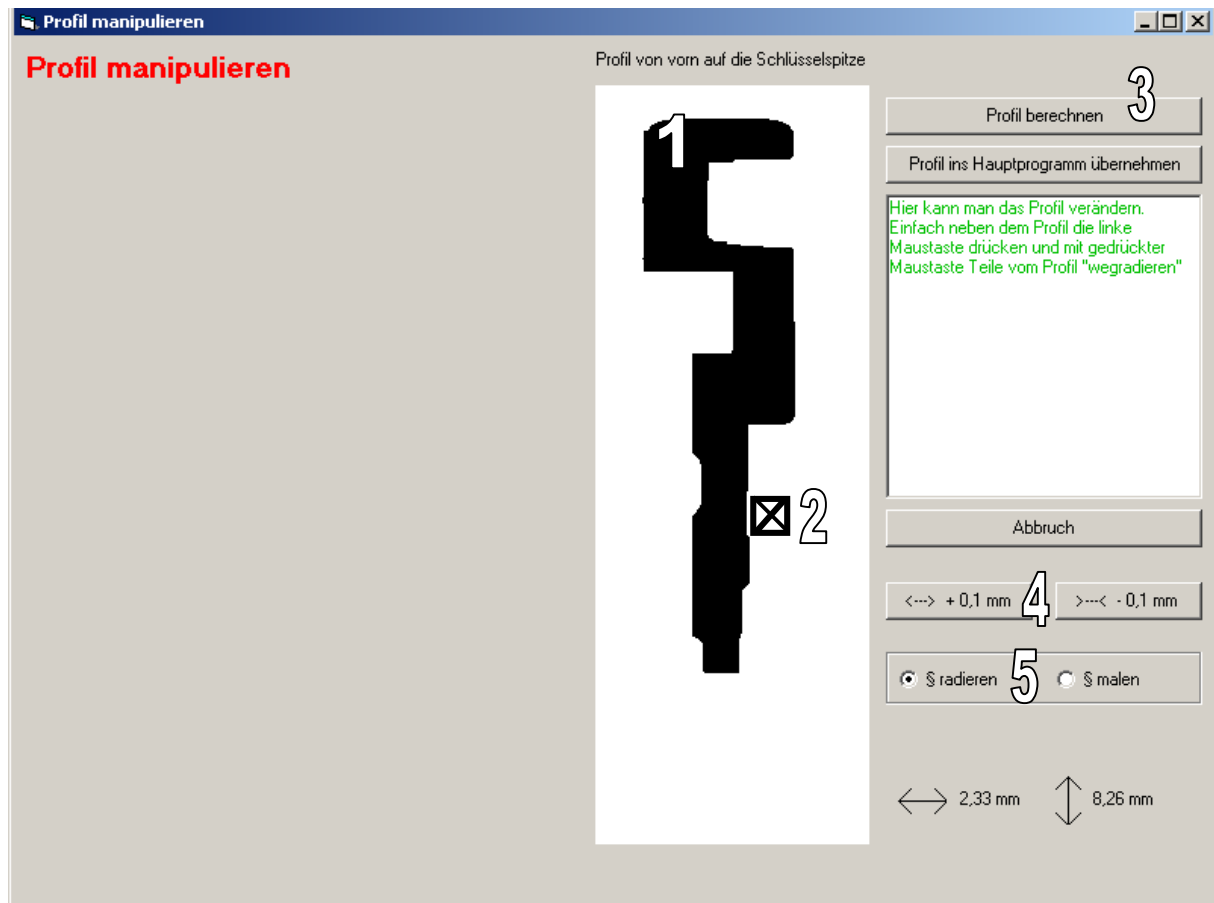 Profil manipulieren
Profil manipulieren
Profil von vorn auf die Schlüsselspitze
1
2
3
Profil berechnen
Profil ins Hauptprogramm übernehmen
Hier kann man das Profil verändern.
Einfach neben dem Profil die linke
Maustaste drücken und mit gedrückter
Maustaste Teile vom Profil "wegradieren"
Abbruch
<---> + 0,1 mm
4
>---< - 0,1 mm
§ radieren
5
§ malen
2,33 mm
8,26 mm